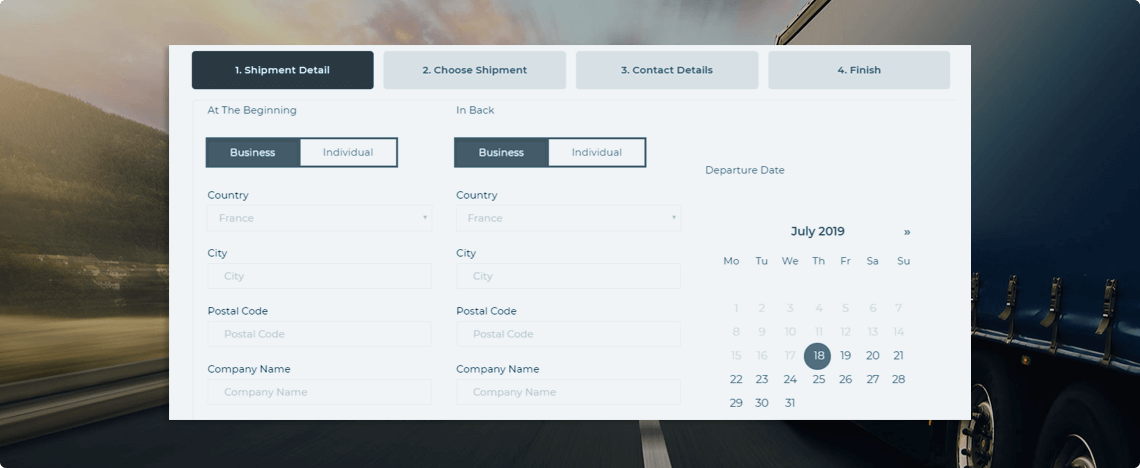 1. Shipment Detail
2. Choose Shipment
3. Contact Details
4. Finish
At The Beginning
Business
Individual
Country
France
City
City
Postal Code
Postal Code
Company Name
Company Name
In Back
Business
Individual
Country
France
City
City
Postal Code
Postal Code
Company Name
Company Name
Departure Date
July 2019 »
Mo Tu We Th Fr Sa Su
1 2 3 4 5 6 7
8 9 10 11 12 13 14
15 16 17 18 19 20 21
22 23 24 25 26 27 28
29 30 31